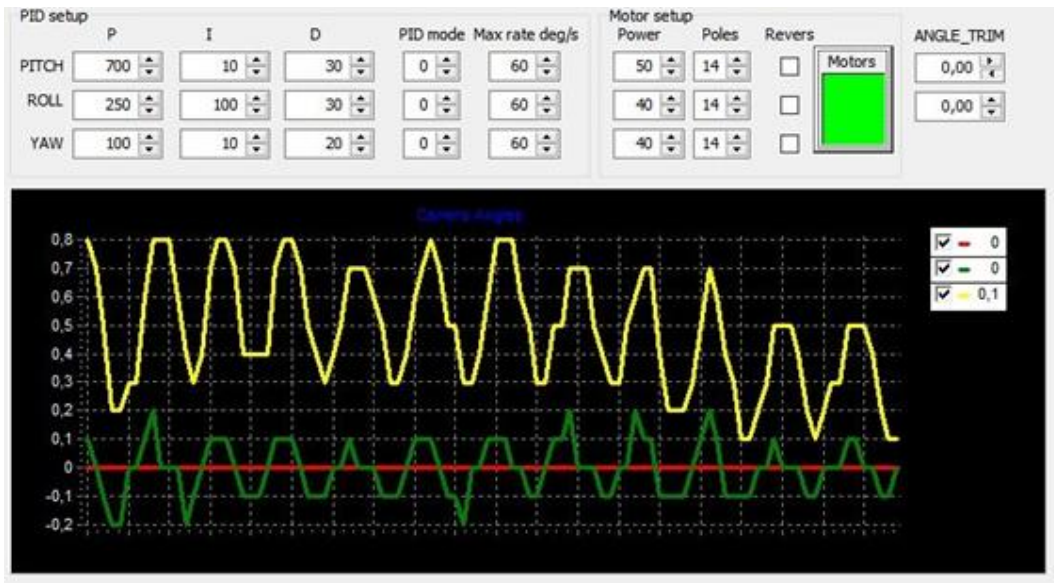 PID setup Motor setup
P I D PID mode Max rate deg/s Power Poles Revers ANGLE_TRIM
PITCH 700 10 30 0 60 50 14 Motors 0,00
ROLL 250 100 30 0 60 40 14 0,00
YAW 100 10 20 0 60 40 14
Camera Angles
0,8 0
0,7 0
0,6 0,1
0,5
0,4
0,3
0,2
0,1
0
-0,1
-0,2